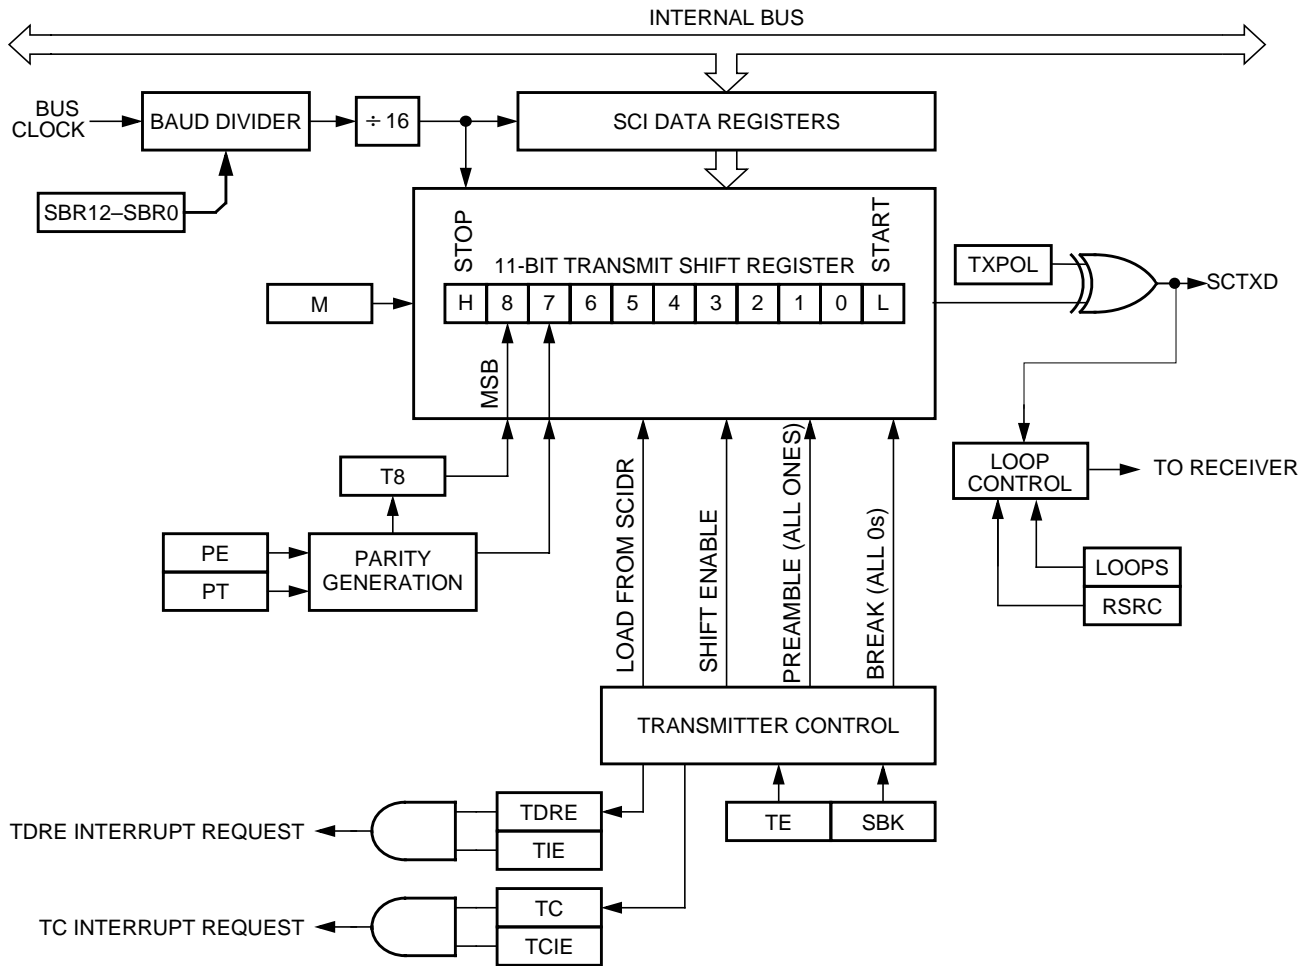 INTERNAL BUS
BUS
CLOCK
BAUD DIVIDER
÷ 16
SCI DATA REGISTERS
SBR12–SBR0
STOP
START
11-BIT TRANSMIT SHIFT REGISTER
H 8 7 6 5 4 3 2 1 0 L
M
TXPOL
SCTXD
MSB
T8
LOOP
CONTROL
TO RECEIVER
PE
PT
PARITY
GENERATION
LOAD FROM SCIDR
SHIFT ENABLE
PREAMBLE (ALL ONES)
BREAK (ALL 0s)
LOOPS
RSRC
TRANSMITTER CONTROL
TDRE INTERRUPT REQUEST
TDRE
TIE
TE
SBK
TC INTERRUPT REQUEST
TC
TCIE